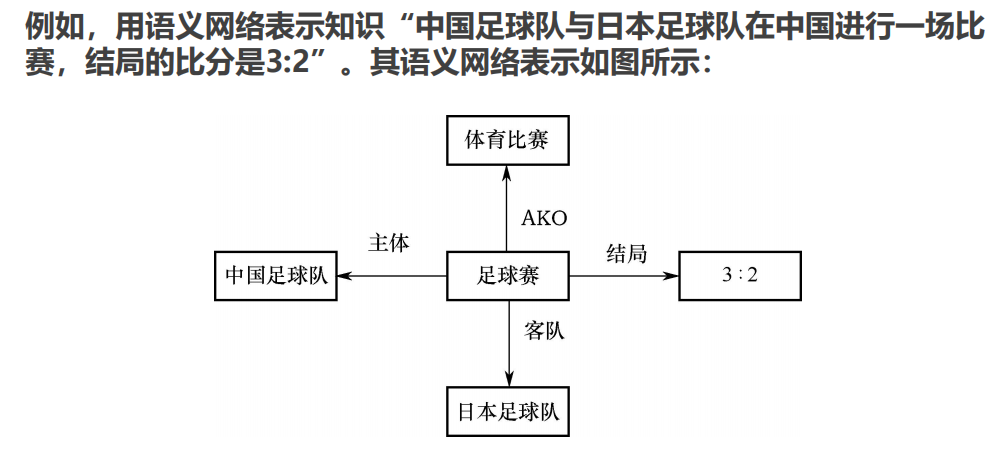 例如，用语义网络表示知识“中国足球队与日本足球队在中国进行一场比
赛，结局的比分是3:2”。其语义网络表示如图所示：
体育比赛
AKO
主体
结局
中国足球队
足球赛
3:2
客队
日本足球队